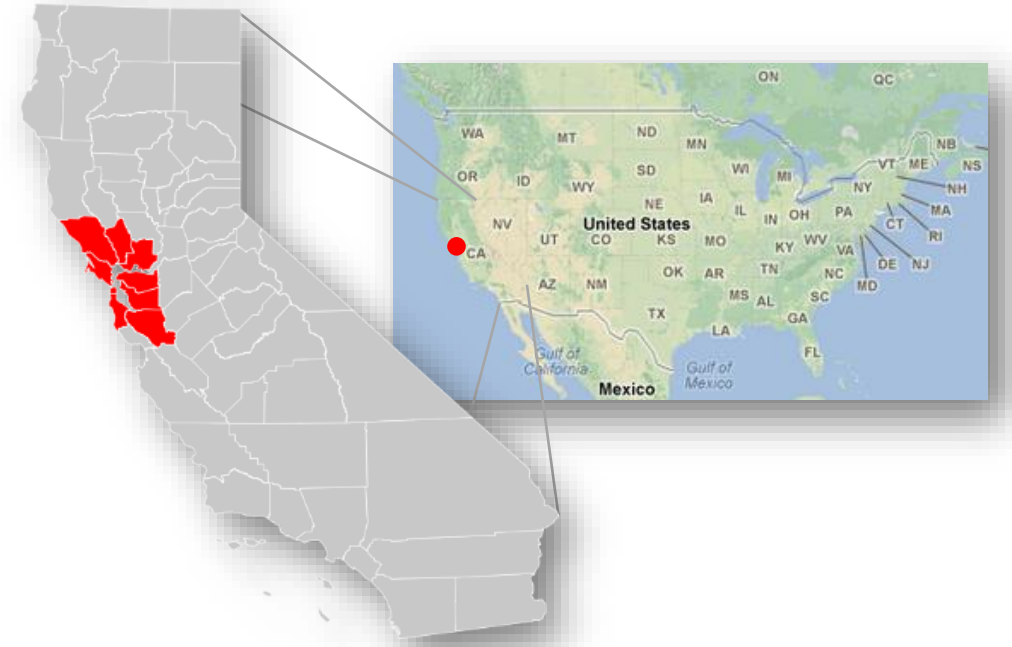 ON
QC
WA
MT
ND
MN
NB
VT
ME
NS
OR
ID
SD
WI
MI
WY
NY
NH
NE
IA
IL
IN
OH
PA
MA
NV
United States
CT
RI
UT
CO
KS
MO
KY
WV
VA
CA
DE
NJ
OK
AR
TN
NC
MD
AZ
NM
MS
AL
SC
TX
GA
LA
FL
Gulf of
California
Gulf of
Mexico
Mexico